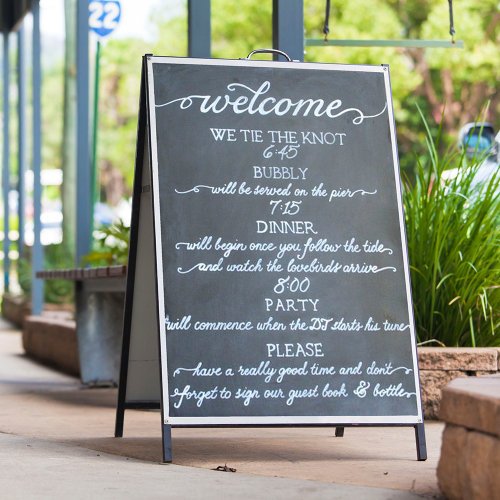 22
welcome
WE TIE THE KNOT
6:45
BUBBLY
will be served on the pier
7:15
DINNER
will begin once you follow the tide
and watch the lovebirds arrive
8:00
PARTY
will commence when the DJ starts his tune
PLEASE
have a really good time and don't
forget to sign our guest book & bottle